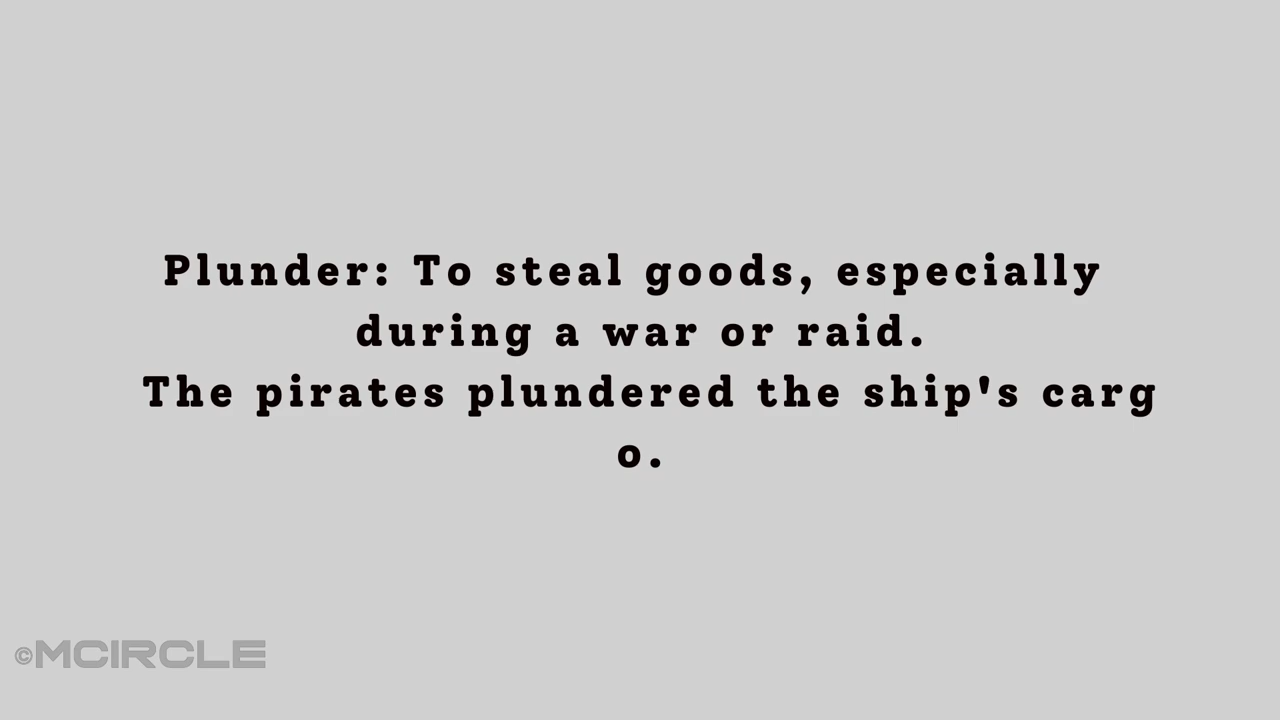 Plunder: To steal goods, especially
during a war or raid.
The pirates plundered the ship's carg
o.
©MCIRCLE